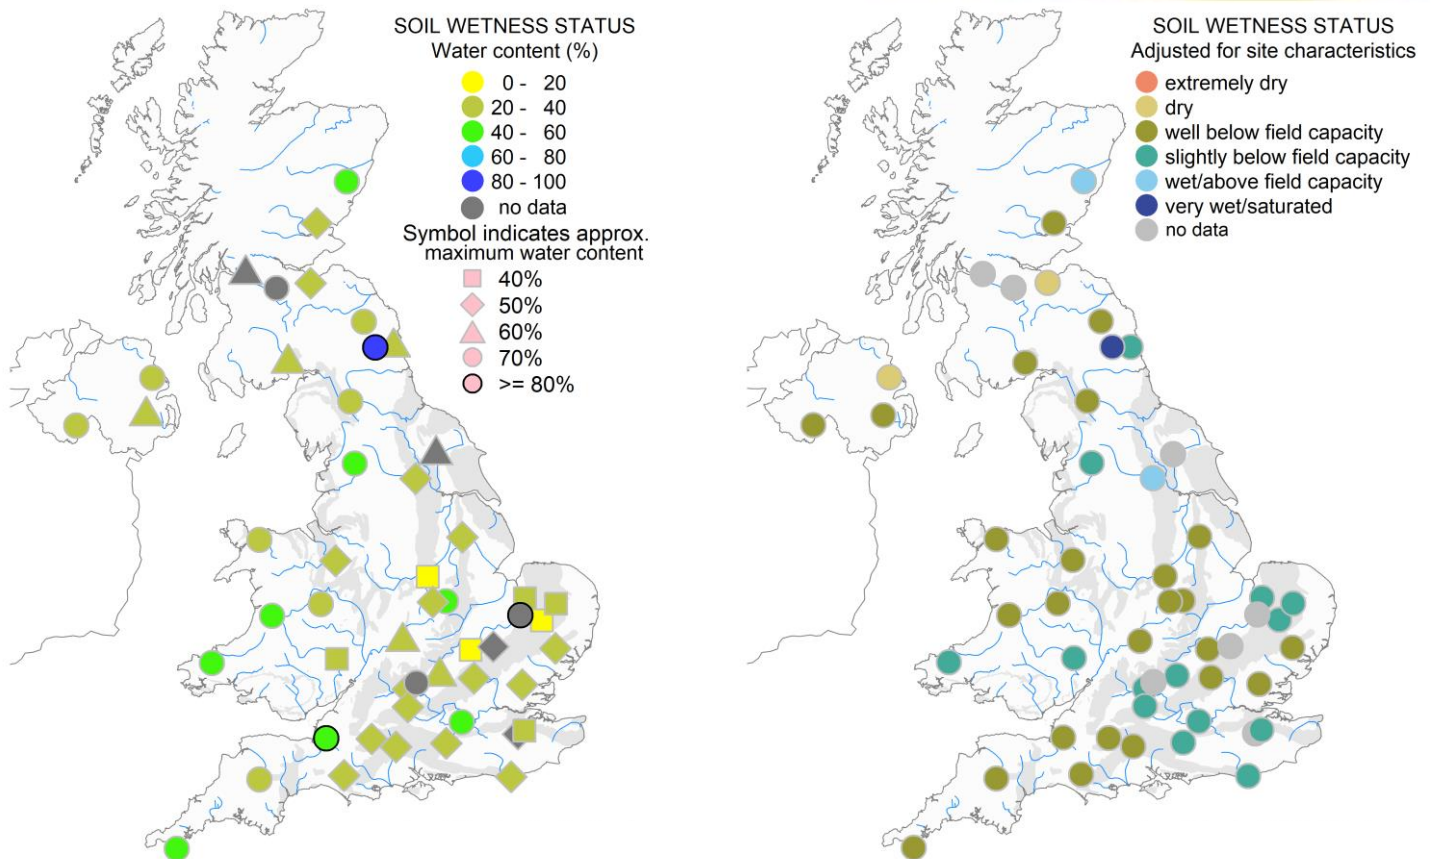 SOIL WETNESS STATUS
Water content (%)
0 - 20
20 - 40
40 - 60
60 - 80
80 - 100
no data
Symbol indicates approx.
maximum water content
40%
50%
60%
70%
>= 80%
SOIL WETNESS STATUS
Adjusted for site characteristics
extremely dry
dry
well below field capacity
slightly below field capacity
wet/above field capacity
very wet/saturated
no data